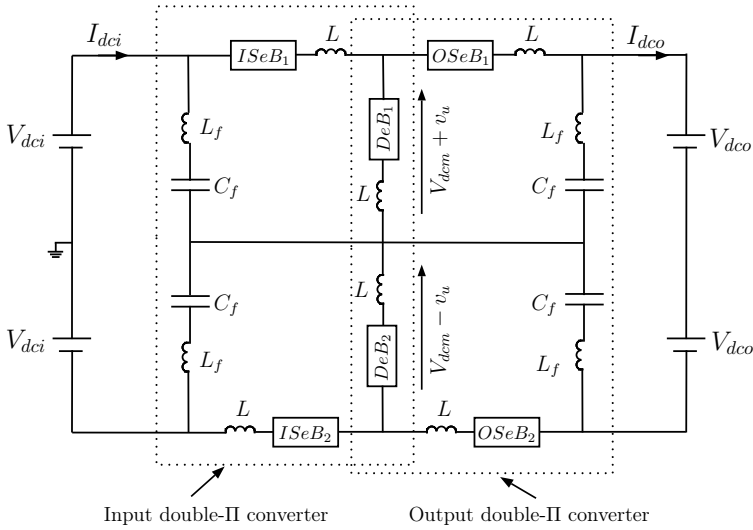 I_{dci}
ISeB_1
L
OSeB_1
L
I_{dco}
V_{dci}
L_f
C_f
DeB_1
L
V_{dcm} + v_u
L_f
C_f
V_{dco}
V_{dci}
C_f
L_f
L
DeB_2
V_{dcm} − v_u
C_f
L_f
V_{dco}
L
ISeB_2
L
OSeB_2
Input double-Π converter
Output double-Π converter